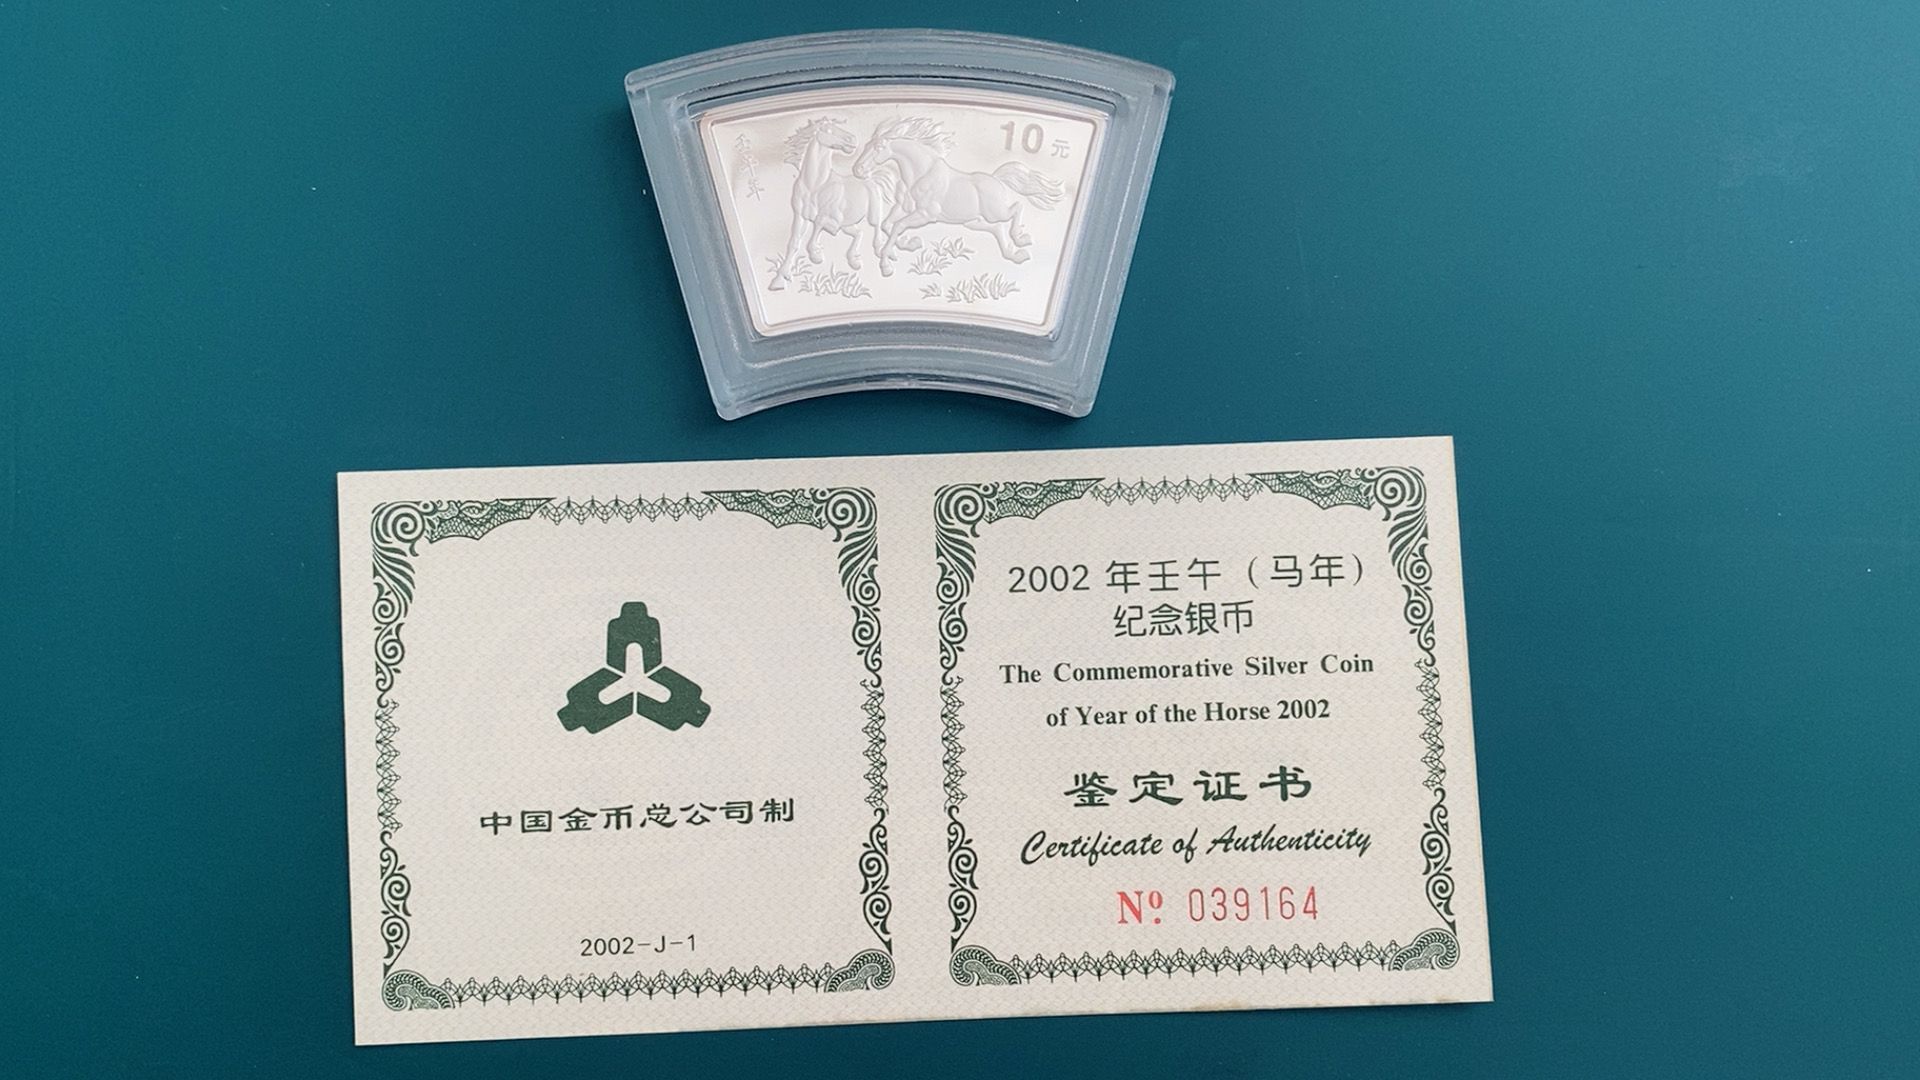 壬午年
10元
中国金币总公司制
2002-J-1
2002 年壬午（马年）
纪念银币
The Commemorative Silver Coin
of Year of the Horse 2002
鉴定证书
Certificate of Authenticity
Nº 039164